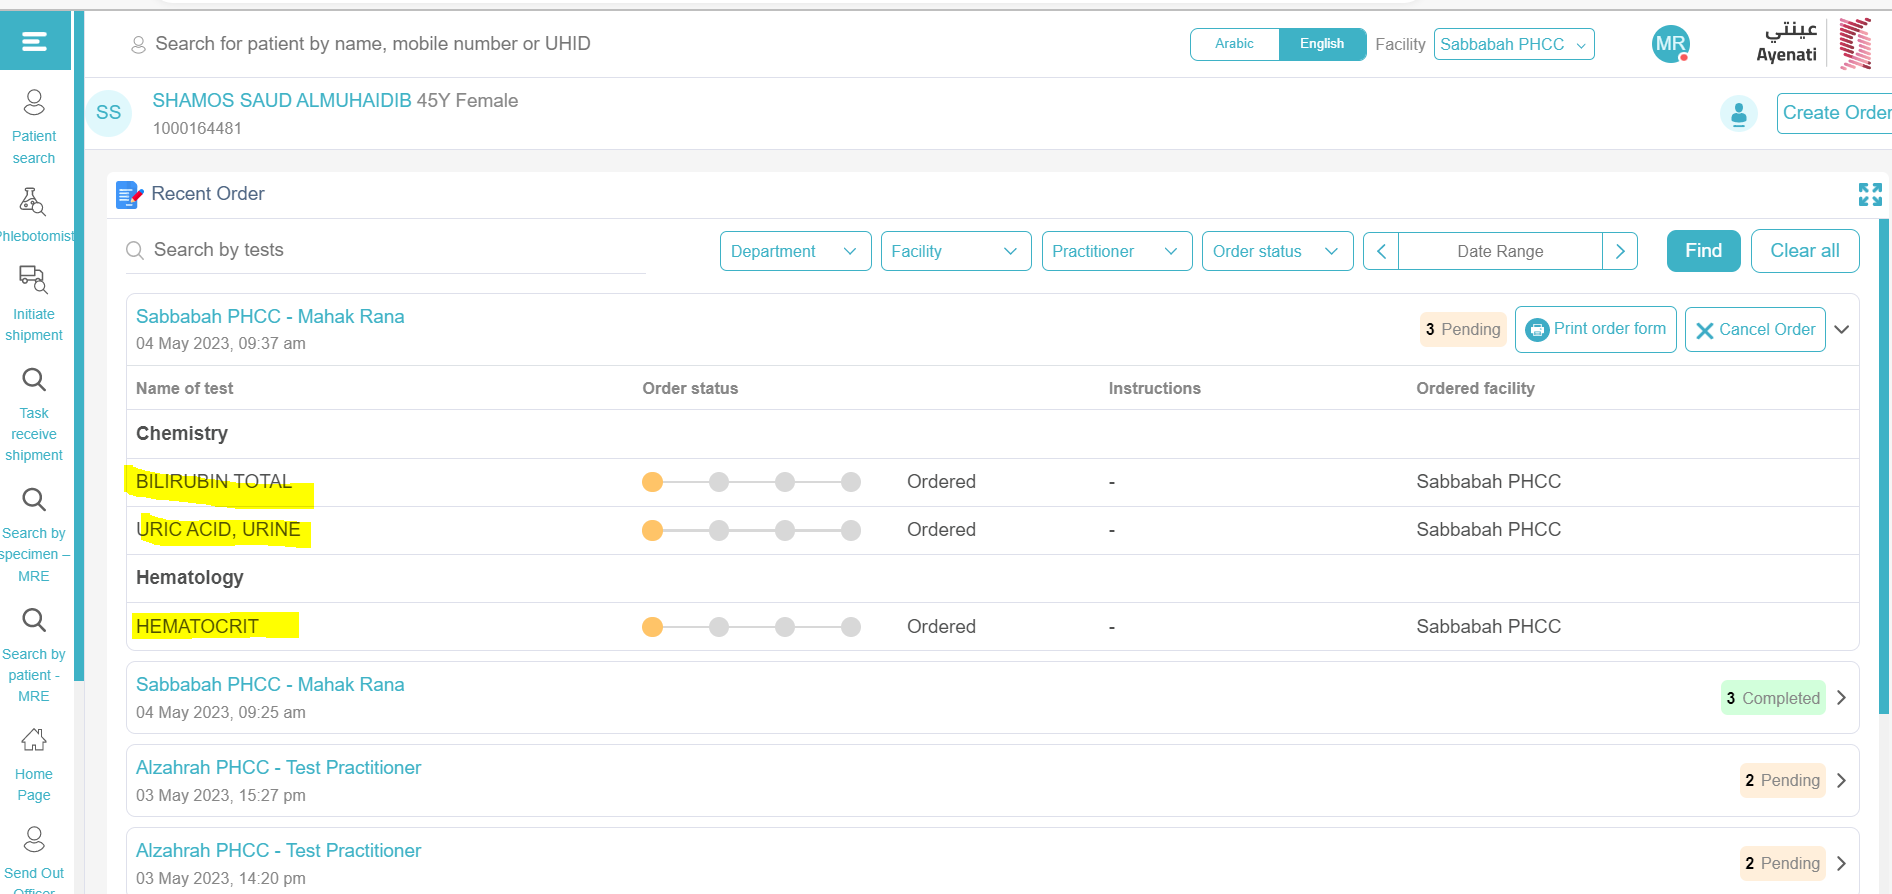 Search for patient by name, mobile number or UHID
Arabic
English
Facility
Sabbabah PHCC
MR
عينتي
Ayenati
Patient
search
Phlebotomist
Initiate
shipment
Task
receive
shipment
Search by
specimen –
MRE
Search by
patient -
MRE
Home
Page
Send Out
Officer
SS
SHAMOS SAUD ALMUHAIDIB 45Y Female
1000164481
Create Order
Recent Order
Search by tests
Department
Facility
Practitioner
Order status
Date Range
Find
Clear all
Sabbabah PHCC - Mahak Rana
04 May 2023, 09:37 am
3 Pending
Print order form
Cancel Order
Name of test Order status Instructions Ordered facility
Chemistry
BILIRUBIN TOTAL Ordered - Sabbabah PHCC
URIC ACID, URINE Ordered - Sabbabah PHCC
Hematology
HEMATOCRIT Ordered - Sabbabah PHCC
Sabbabah PHCC - Mahak Rana
04 May 2023, 09:25 am
3 Completed
Alzahrah PHCC - Test Practitioner
03 May 2023, 15:27 pm
2 Pending
Alzahrah PHCC - Test Practitioner
03 May 2023, 14:20 pm
2 Pending